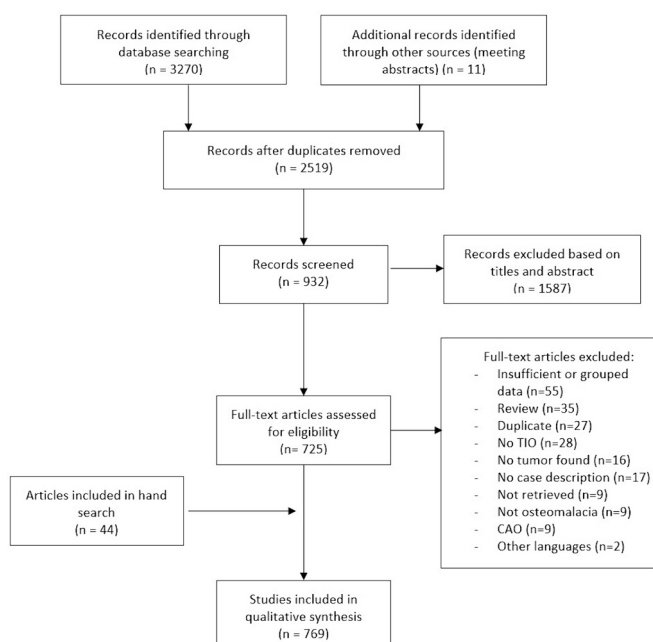 Records identified through
database searching
(n = 3270)
Additional records identified
through other sources (meeting
abstracts) (n = 11)
Records after duplicates removed
(n = 2519)
Records screened
(n = 932)
Records excluded based on
titles and abstract
(n = 1587)
Full-text articles assessed
for eligibility
(n = 725)
Full-text articles excluded:
- Insufficient or grouped
data (n=55)
- Review (n=35)
- Duplicate (n=27)
- No TIO (n=28)
- No tumor found (n=16)
- No case description (n=17)
- Not retrieved (n=9)
- Not osteomalacia (n=9)
- CAO (n=9)
- Other languages (n=2)
Articles included in hand
search
(n = 44)
Studies included in
qualitative synthesis
(n = 769)